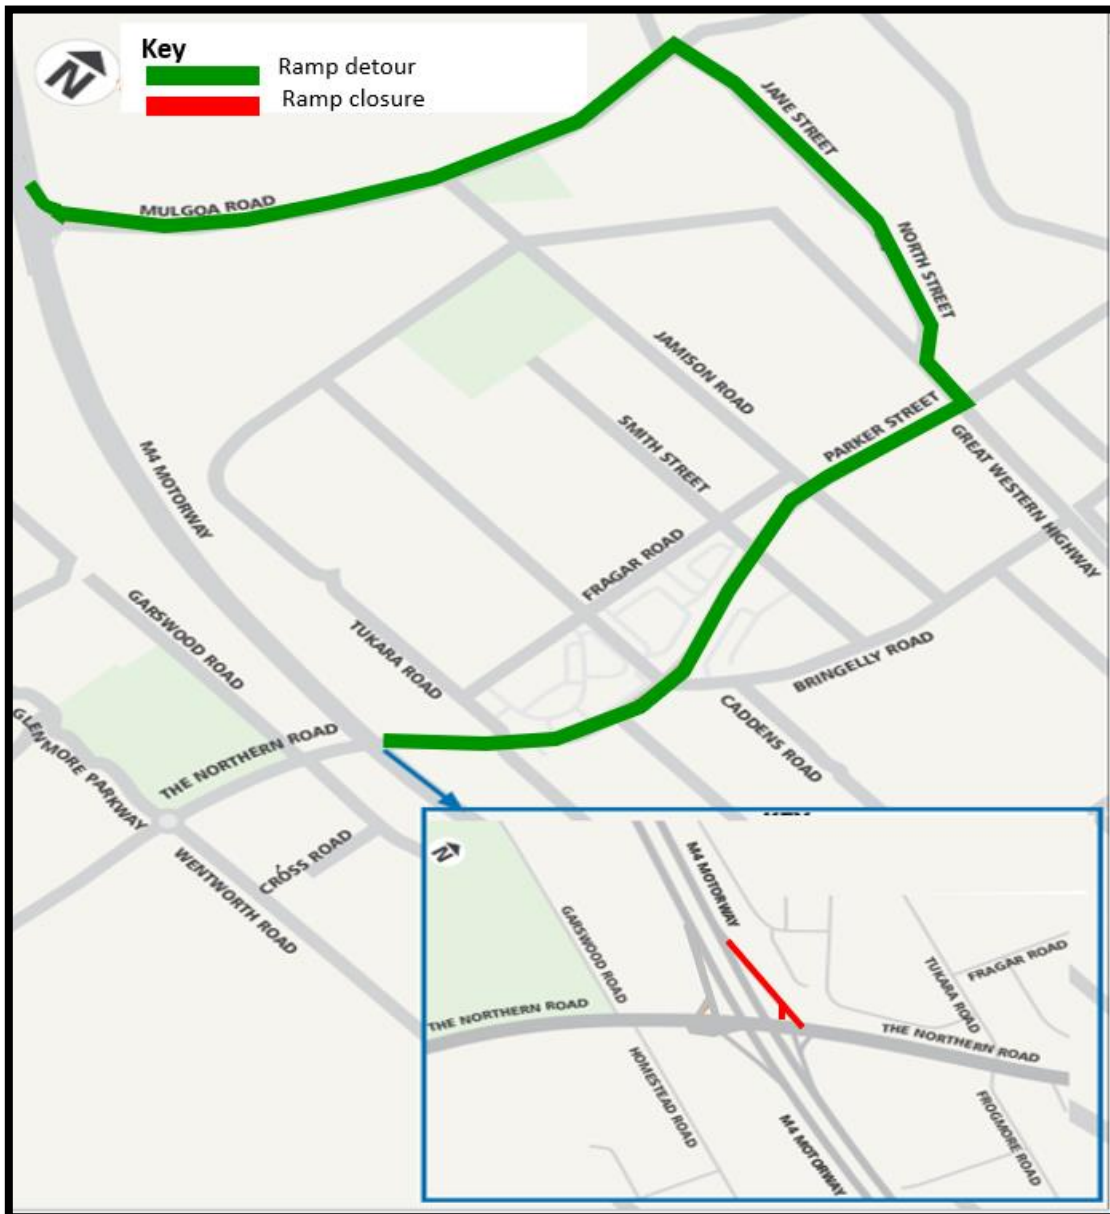 Key
N
Ramp detour
Ramp closure
JANE STREET
MULGOA ROAD
NORTH STREET
JAMISON ROAD
PARKER STREET
SMITH STREET
GREAT WESTERN HIGHWAY
M4 MOTORWAY
FRAGAR ROAD
GARSWOOD ROAD
TUKARA ROAD
BRINGELLY ROAD
CADDENS ROAD
GLENMORE PARKWAY
THE NORTHERN ROAD
CROSS ROAD
WENTWORTH ROAD
N
M4 MOTORWAY
GARSWOOD ROAD
TUKARA ROAD
FRAGAR ROAD
THE NORTHERN ROAD
THE NORTHERN ROAD
HOMESTEAD ROAD
FROGMORE ROAD
M4 MOTORWAY